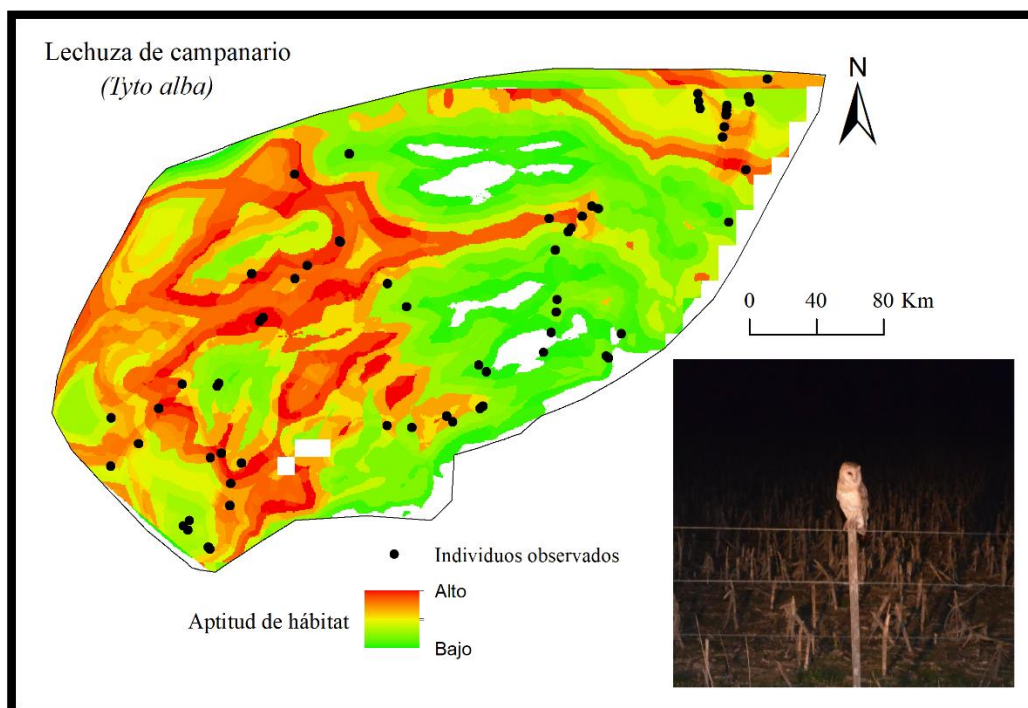 Lechuza de campanario
(Tyto alba)
N
0 40 80 Km
Individuos observados
Aptitud de hábitat
Alto
Bajo